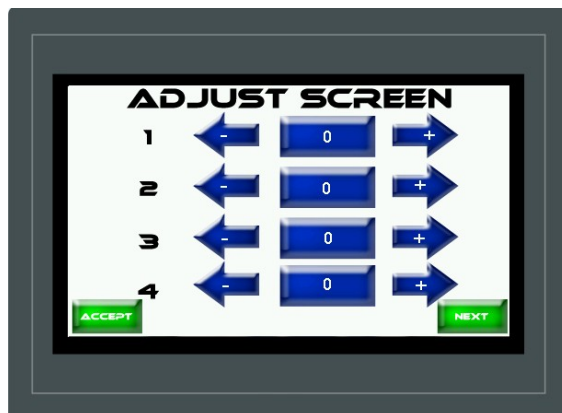 ADJUST SCREEN
1 - 0 +
2 - 0 +
3 - 0 +
4 - 0 +
ACCEPT NEXT